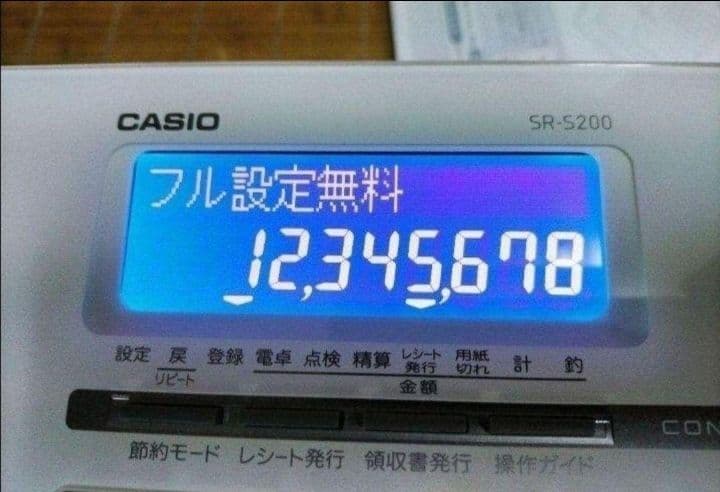 CASIO SR-S200
フル設定無料
12,345,678
設定 戻 登録 電卓 点検 精算 レシート発行 用紙切れ 計 釣
リピート 金額
CON
節約モード レシート発行 領収書発行 操作ガイド